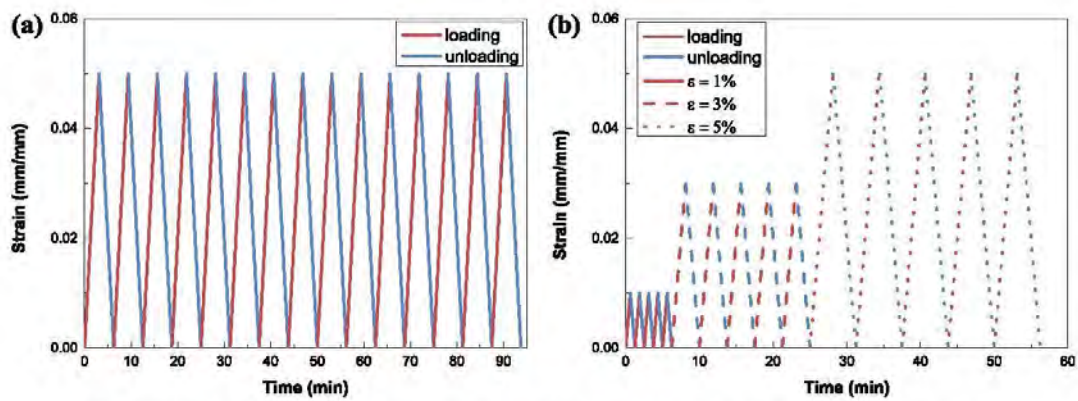 (a)
loading
unloading
0.06
0.04
0.02
0.00
Strain (mm/mm)
0
10
20
30
40
50
60
70
80
90
Time (min)
(b)
loading
unloading
ε = 1%
ε = 3%
ε = 5%
0.06
0.04
0.02
0.00
Strain (mm/mm)
0
10
20
30
40
50
60
Time (min)